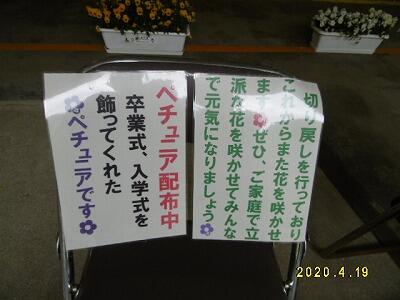 ペチュニア配布中
卒業式、入学式を
飾ってくれた
ペチュニアです
切り戻しを行っており
これからまた花を咲かせ
ます。ぜひ、ご家庭で立
派な花を咲かせてみんな
で元気になりましょう
2020.4.19